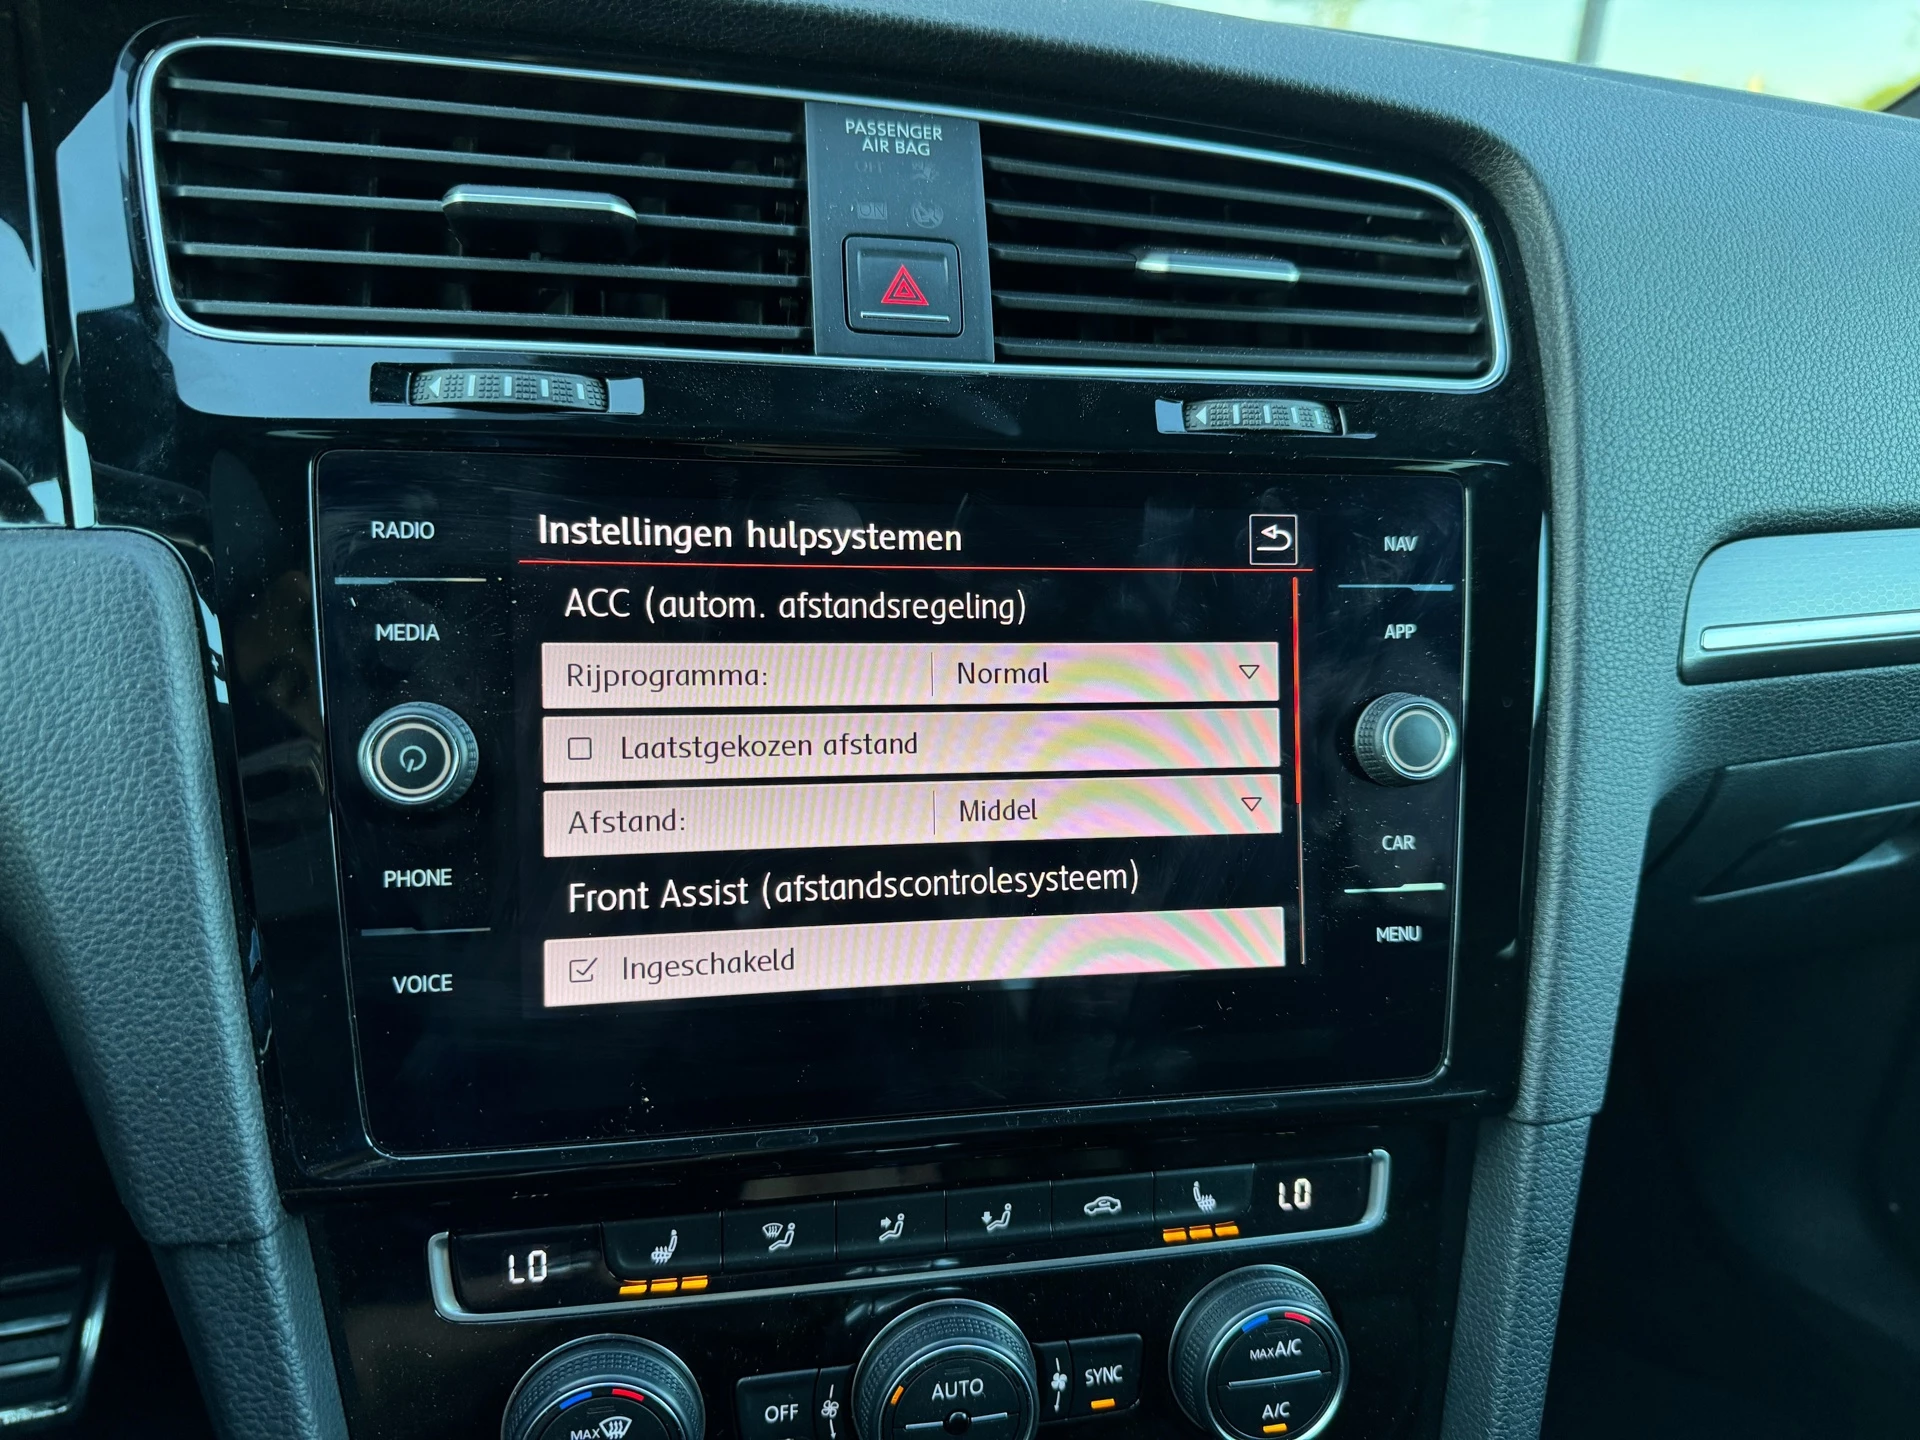 PASSENGER
AIR BAG
OFF
ON
RADIO
MEDIA
PHONE
VOICE
Instellingen hulpsystemen
ACC (autom. afstandsregeling)
Rijprogramma: Normal
Laatstgekozen afstand
Afstand: Middel
Front Assist (afstandscontrolesysteem)
Ingeschakeld
NAV
APP
CAR
MENU
LO
LO
MAX
OFF
AUTO
SYNC
MAX A/C
A/C